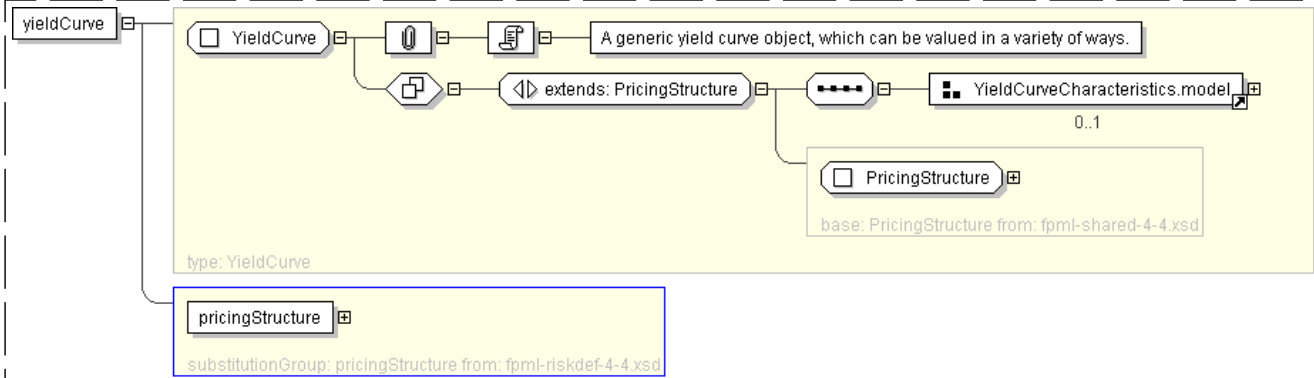 yieldCurve
YieldCurve
A generic yield curve object, which can be valued in a variety of ways.
extends: PricingStructure
YieldCurveCharacteristics.model
0..1
PricingStructure
base: PricingStructure from: fpml-shared-4-4.xsd
type: YieldCurve
pricingStructure
substitutionGroup: pricingStructure from: fpml-riskdef-4-4.xsd